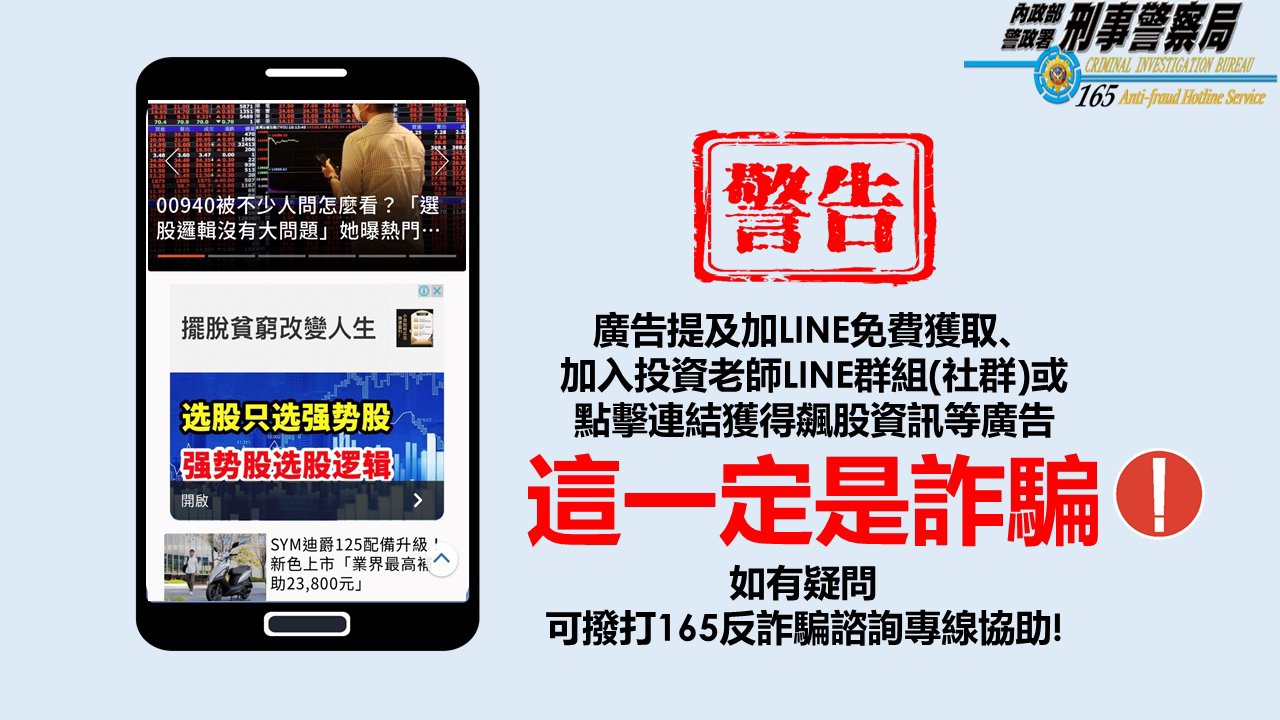 內政部
警政署
刑事警察局
CRIMINAL INVESTIGATION BUREAU
165 Anti-fraud Hotline Service
00940被不少人問怎麼看？「選
股邏輯沒有大問題」她曝熱門…
擺脫貧窮改變人生
选股只选强势股
强势股选股逻辑
開啟
SYM迪爵125配備升級！
新色上市「業界最高補
助23,800元」
警告
廣告提及加LINE免費獲取、
加入投資老師LINE群組(社群)或
點擊連結獲得飆股資訊等廣告
這一定是詐騙
如有疑問
可撥打165反詐騙諮詢專線協助!